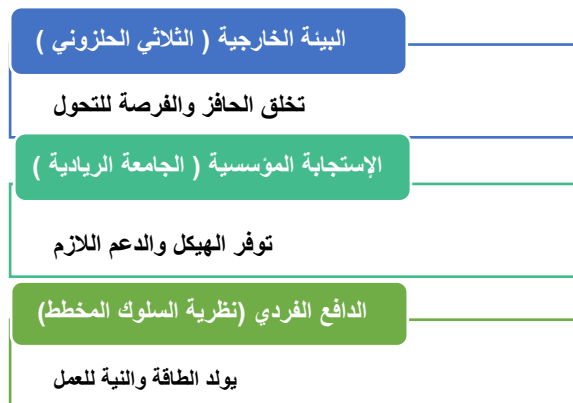 البيئة الخارجية ( الثلاثي الحلزوني )
تخلق الحافز والفرصة للتحول
الإستجابة المؤسسية ( الجامعة الريادية )
توفر الهيكل والدعم اللازم
الدافع الفردي (نظرية السلوك المخطط)
يولد الطاقة والنية للعمل